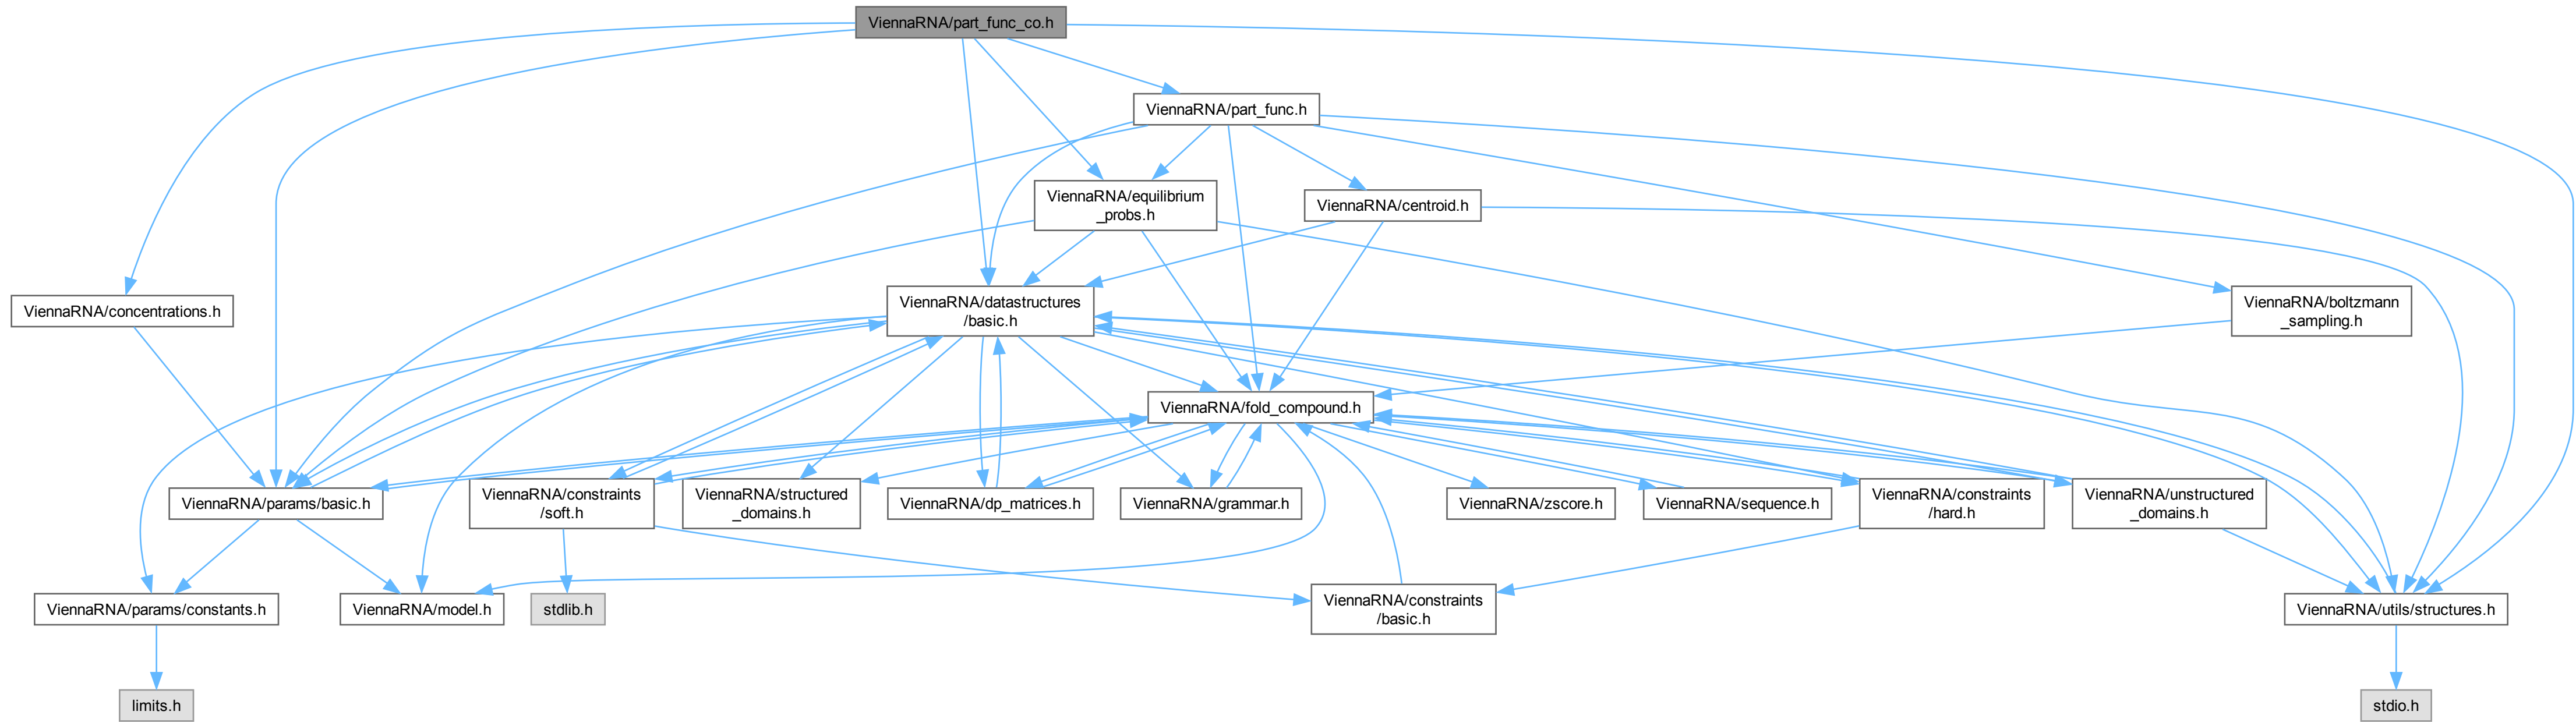 ViennaRNA/part_func_co.h
ViennaRNA/part_func.h
ViennaRNA/equilibrium
_probs.h
ViennaRNA/centroid.h
ViennaRNA/concentrations.h
ViennaRNA/datastructures
/basic.h
ViennaRNA/boltzmann
_sampling.h
ViennaRNA/fold_compound.h
ViennaRNA/params/basic.h
ViennaRNA/constraints
/soft.h
ViennaRNA/structured
_domains.h
ViennaRNA/dp_matrices.h
ViennaRNA/grammar.h
ViennaRNA/zscore.h
ViennaRNA/sequence.h
ViennaRNA/constraints
/hard.h
ViennaRNA/unstructured
_domains.h
ViennaRNA/params/constants.h
ViennaRNA/model.h
stdlib.h
ViennaRNA/constraints
/basic.h
ViennaRNA/utils/structures.h
limits.h
stdio.h